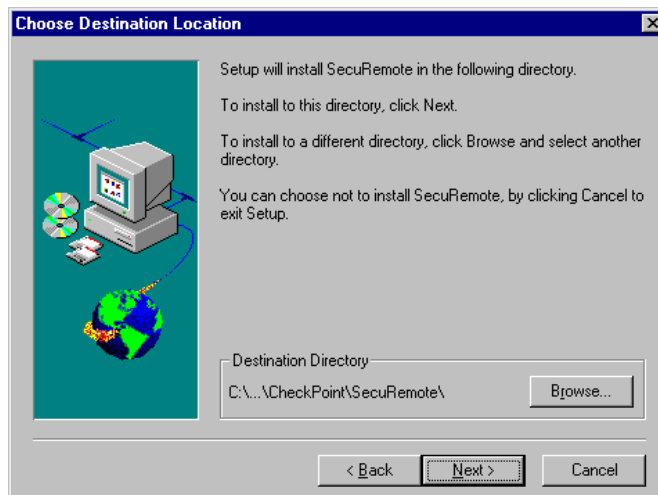 Choose Destination Location
Setup will install SecuRemote in the following directory.
To install to this directory, click Next.
To install to a different directory, click Browse and select another
directory.
You can choose not to install SecuRemote, by clicking Cancel to
exit Setup.
Destination Directory
C:\...\CheckPoint\SecuRemote\
Browse...
< Back
Next >
Cancel